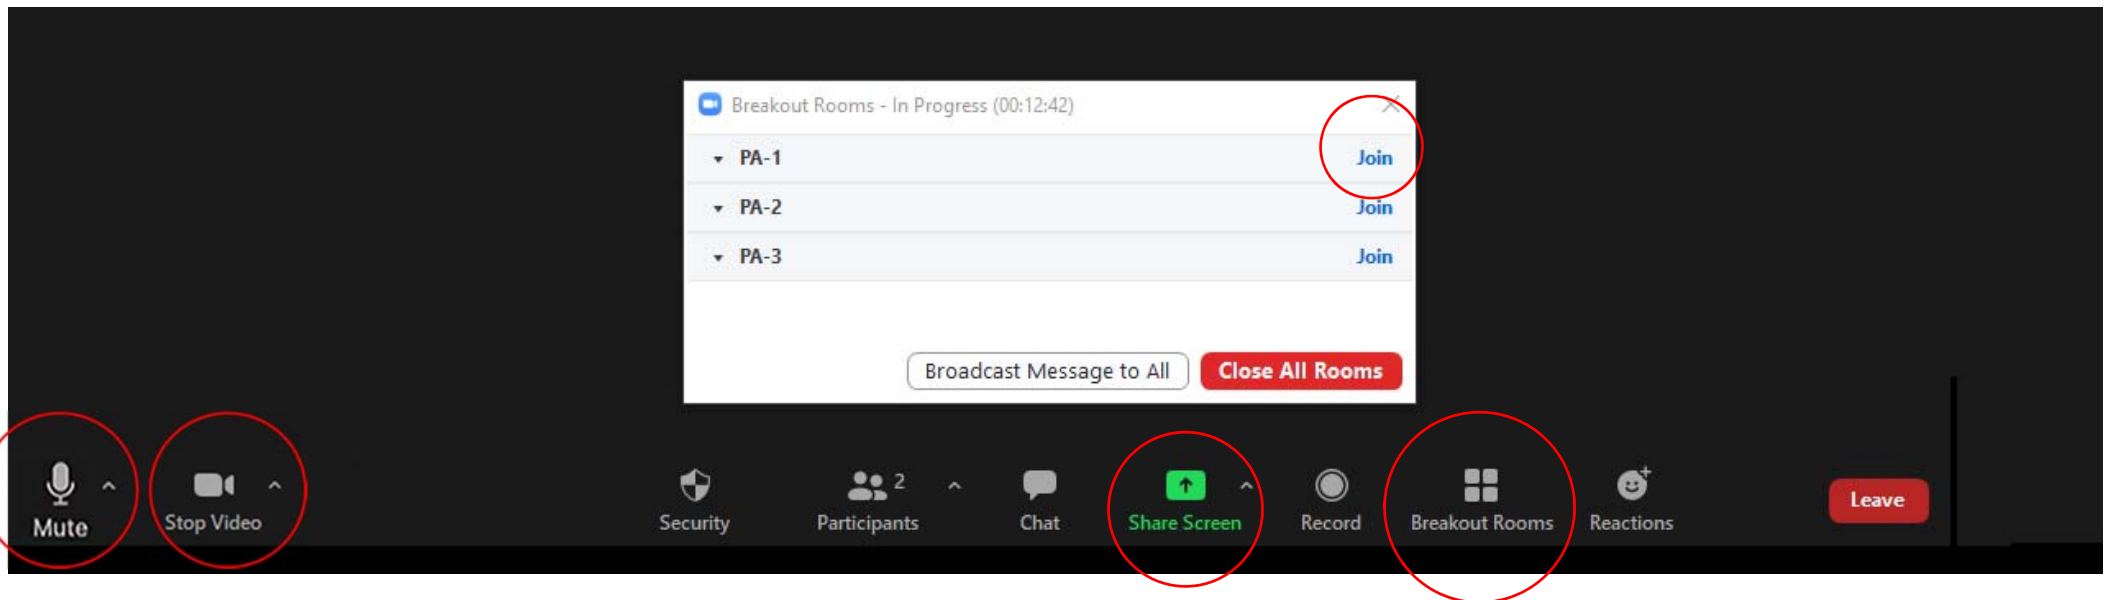 Breakout Rooms - In Progress (00:12:42)
PA-1 Join
PA-2 Join
PA-3 Join
Broadcast Message to All Close All Rooms
Mute Stop Video Security Participants 2 Chat Share Screen Record Breakout Rooms Reactions Leave